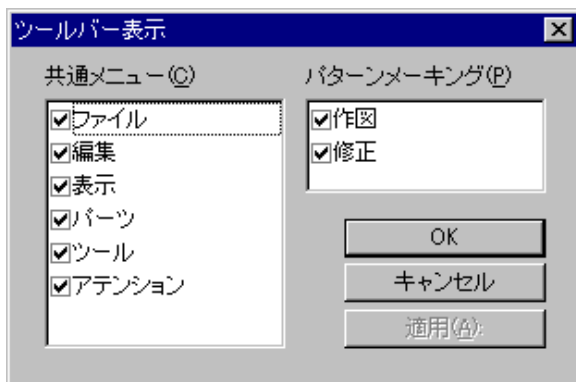 ツールバー表示
共通メニュー(C)
ファイル
編集
表示
パーツ
ツール
アテンション
パターンメーキング(P)
作図
修正
OK
キャンセル
適用(A):